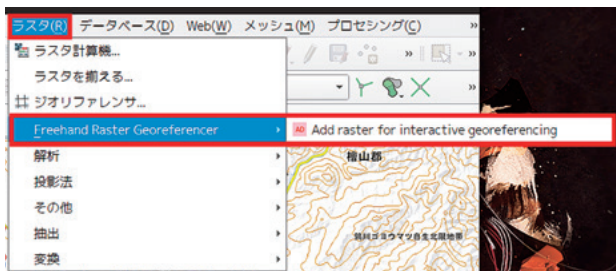 ラスタ(R) データベース(D) Web(W) メッシュ(M) プロセシング(C) »
ラスタ計算機...
ラスタを揃える...
ジオリファレンサ...
Freehand Raster Georeferencer
AD Add raster for interactive georeferencing
解析
投影法
その他
抽出
変換
檜山郡